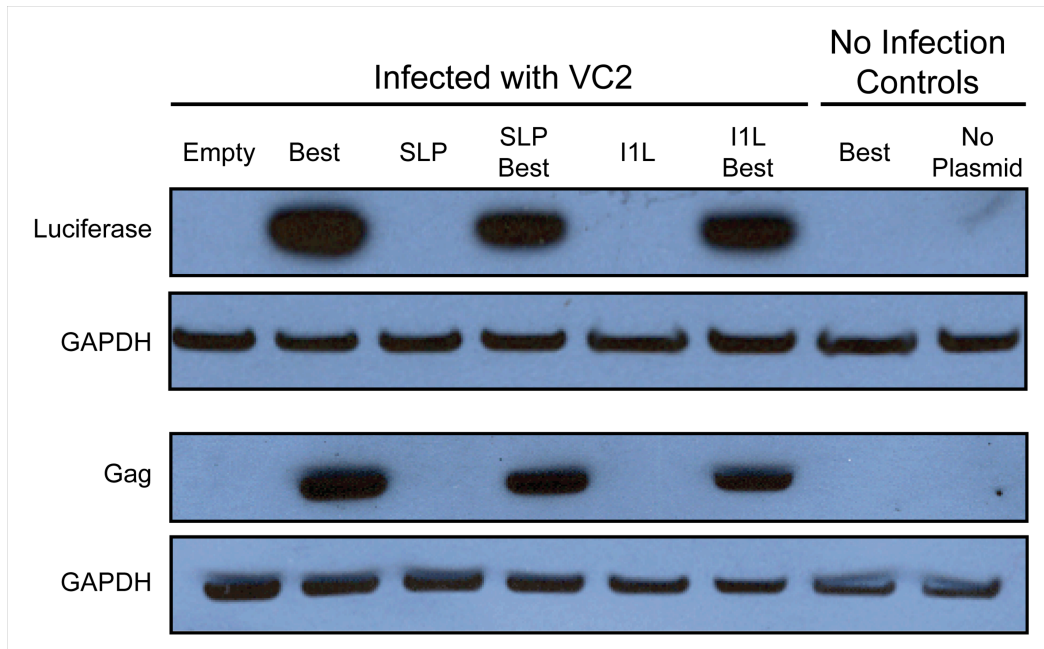 No Infection
Controls
Infected with VC2
Empty Best SLP SLP Best I1L I1L Best Best No Plasmid
Luciferase
GAPDH
Gag
GAPDH